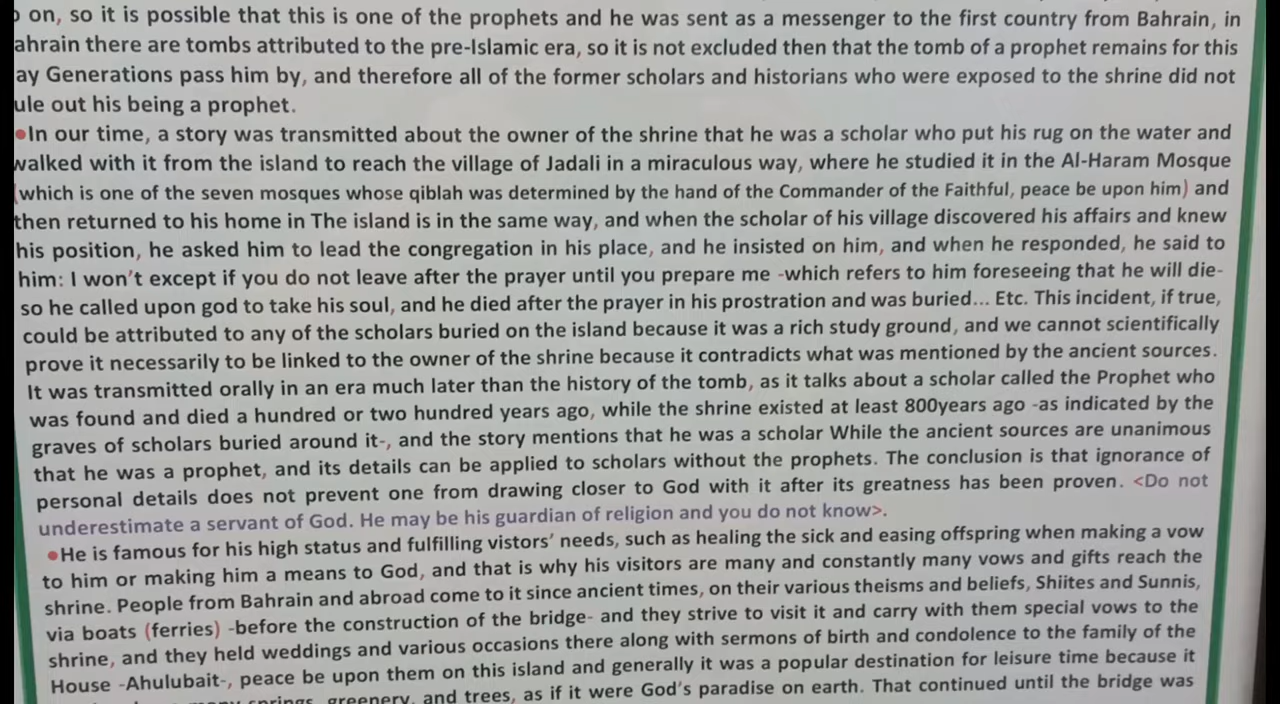 on, so it is possible that this is one of the prophets and he was sent as a messenger to the first country from Bahrain, in
ahrain there are tombs attributed to the pre-Islamic era, so it is not excluded then that the tomb of a prophet remains for this
ay Generations pass him by, and therefore all of the former scholars and historians who were exposed to the shrine did not
ule out his being a prophet.
•In our time, a story was transmitted about the owner of the shrine that he was a scholar who put his rug on the water and
walked with it from the island to reach the village of Jadali in a miraculous way, where he studied it in the Al-Haram Mosque
(which is one of the seven mosques whose qiblah was determined by the hand of the Commander of the Faithful, peace be upon him) and
then returned to his home in The island is in the same way, and when the scholar of his village discovered his affairs and knew
his position, he asked him to lead the congregation in his place, and he insisted on him, and when he responded, he said to
him: I won't except if you do not leave after the prayer until you prepare me -which refers to him foreseeing that he will die-
so he called upon god to take his soul, and he died after the prayer in his prostration and was buried... Etc. This incident, if true,
could be attributed to any of the scholars buried on the island because it was a rich study ground, and we cannot scientifically
prove it necessarily to be linked to the owner of the shrine because it contradicts what was mentioned by the ancient sources.
It was transmitted orally in an era much later than the history of the tomb, as it talks about a scholar called the Prophet who
was found and died a hundred or two hundred years ago, while the shrine existed at least 800years ago -as indicated by the
graves of scholars buried around it-, and the story mentions that he was a scholar While the ancient sources are unanimous
that he was a prophet, and its details can be applied to scholars without the prophets. The conclusion is that ignorance of
personal details does not prevent one from drawing closer to God with it after its greatness has been proven. <Do not
underestimate a servant of God. He may be his guardian of religion and you do not know>.
•He is famous for his high status and fulfilling vistors' needs, such as healing the sick and easing offspring when making a vow
to him or making him a means to God, and that is why his visitors are many and constantly many vows and gifts reach the
shrine. People from Bahrain and abroad come to it since ancient times, on their various theisms and beliefs, Shiites and Sunnis,
via boats (ferries) -before the construction of the bridge- and they strive to visit it and carry with them special vows to the
shrine, and they held weddings and various occasions there along with sermons of birth and condolence to the family of the
House -Ahulubait-, peace be upon them on this island and generally it was a popular destination for leisure time because it
springs, greenery, and trees, as if it were God's paradise on earth. That continued until the bridge was